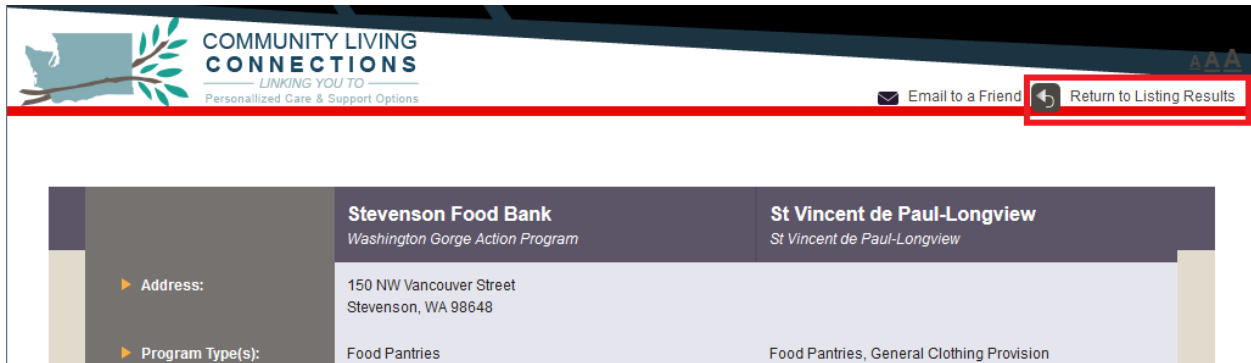 COMMUNITY LIVING
CONNECTIONS
LINKING YOU TO
Personallized Care & Support Options
A A A
Email to a Friend
Return to Listing Results
Stevenson Food Bank
Washington Gorge Action Program
St Vincent de Paul-Longview
St Vincent de Paul-Longview
Address:
150 NW Vancouver Street
Stevenson, WA 98648
Program Type(s):
Food Pantries
Food Pantries, General Clothing Provision